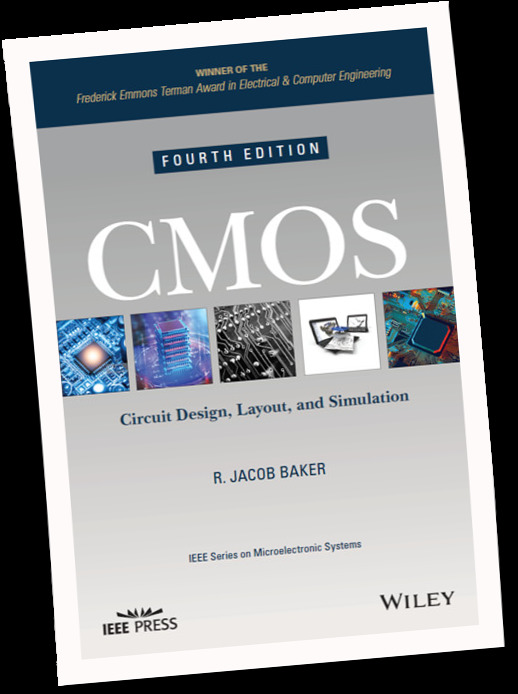 WINNER OF THE
Frederick Emmons Terman Award in Electrical & Computer Engineering
FOURTH EDITION
CMOS
Circuit Design, Layout, and Simulation
R. JACOB BAKER
IEEE Series on Microelectronic Systems
IEEE PRESS
WILEY